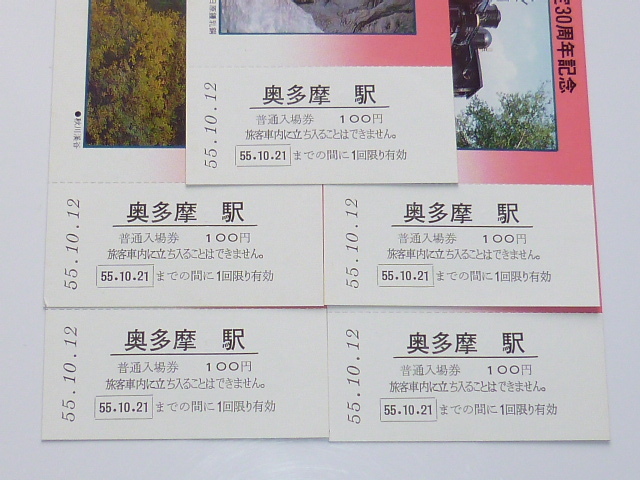 定30周年記念
日原鍾乳洞
●秋川溪谷
55.10.12
奥多摩 駅
普通入場券 100円
旅客車内に立ち入ることはできません。
55.10.21 までの間に1回限り有効
55.10.12
奥多摩 駅
普通入場券 100円
旅客車内に立ち入ることはできません。
55.10.21 までの間に1回限り有効
55.10.12
奥多摩 駅
普通入場券 100円
旅客車内に立ち入ることはできません。
55.10.21 までの間に1回限り有効
55.10.12
奥多摩 駅
普通入場券 100円
旅客車内に立ち入ることはできません。
55.10.21 までの間に1回限り有効
55.10.12
奥多摩 駅
普通入場券 100円
旅客車内に立ち入ることはできません。
55.10.21 までの間に1回限り有効